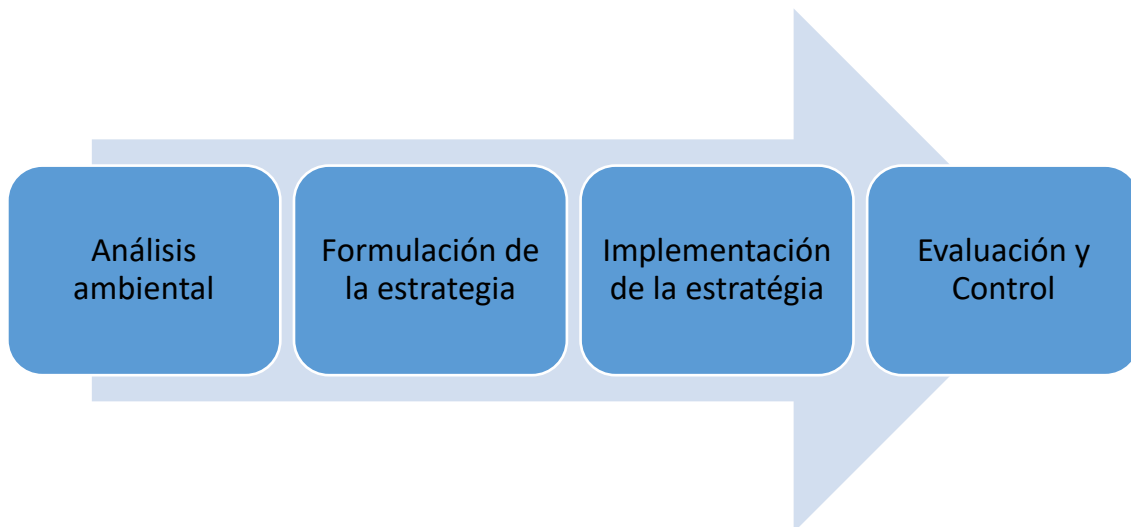 Análisis
ambiental
Formulación de
la estrategia
Implementación
de la estratégia
Evaluación y
Control